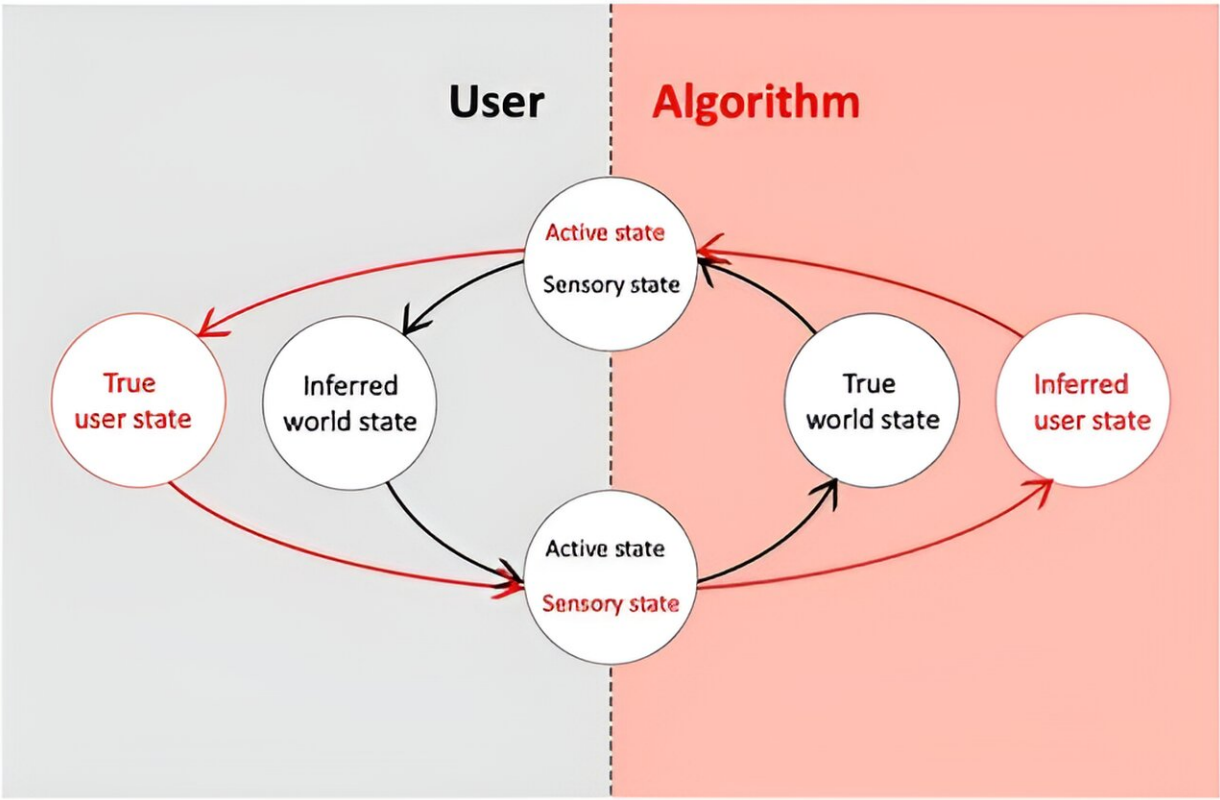 User
Algorithm
Active state
Sensory state
True
user state
Inferred
world state
True
world state
Inferred
user state
Active state
Sensory state